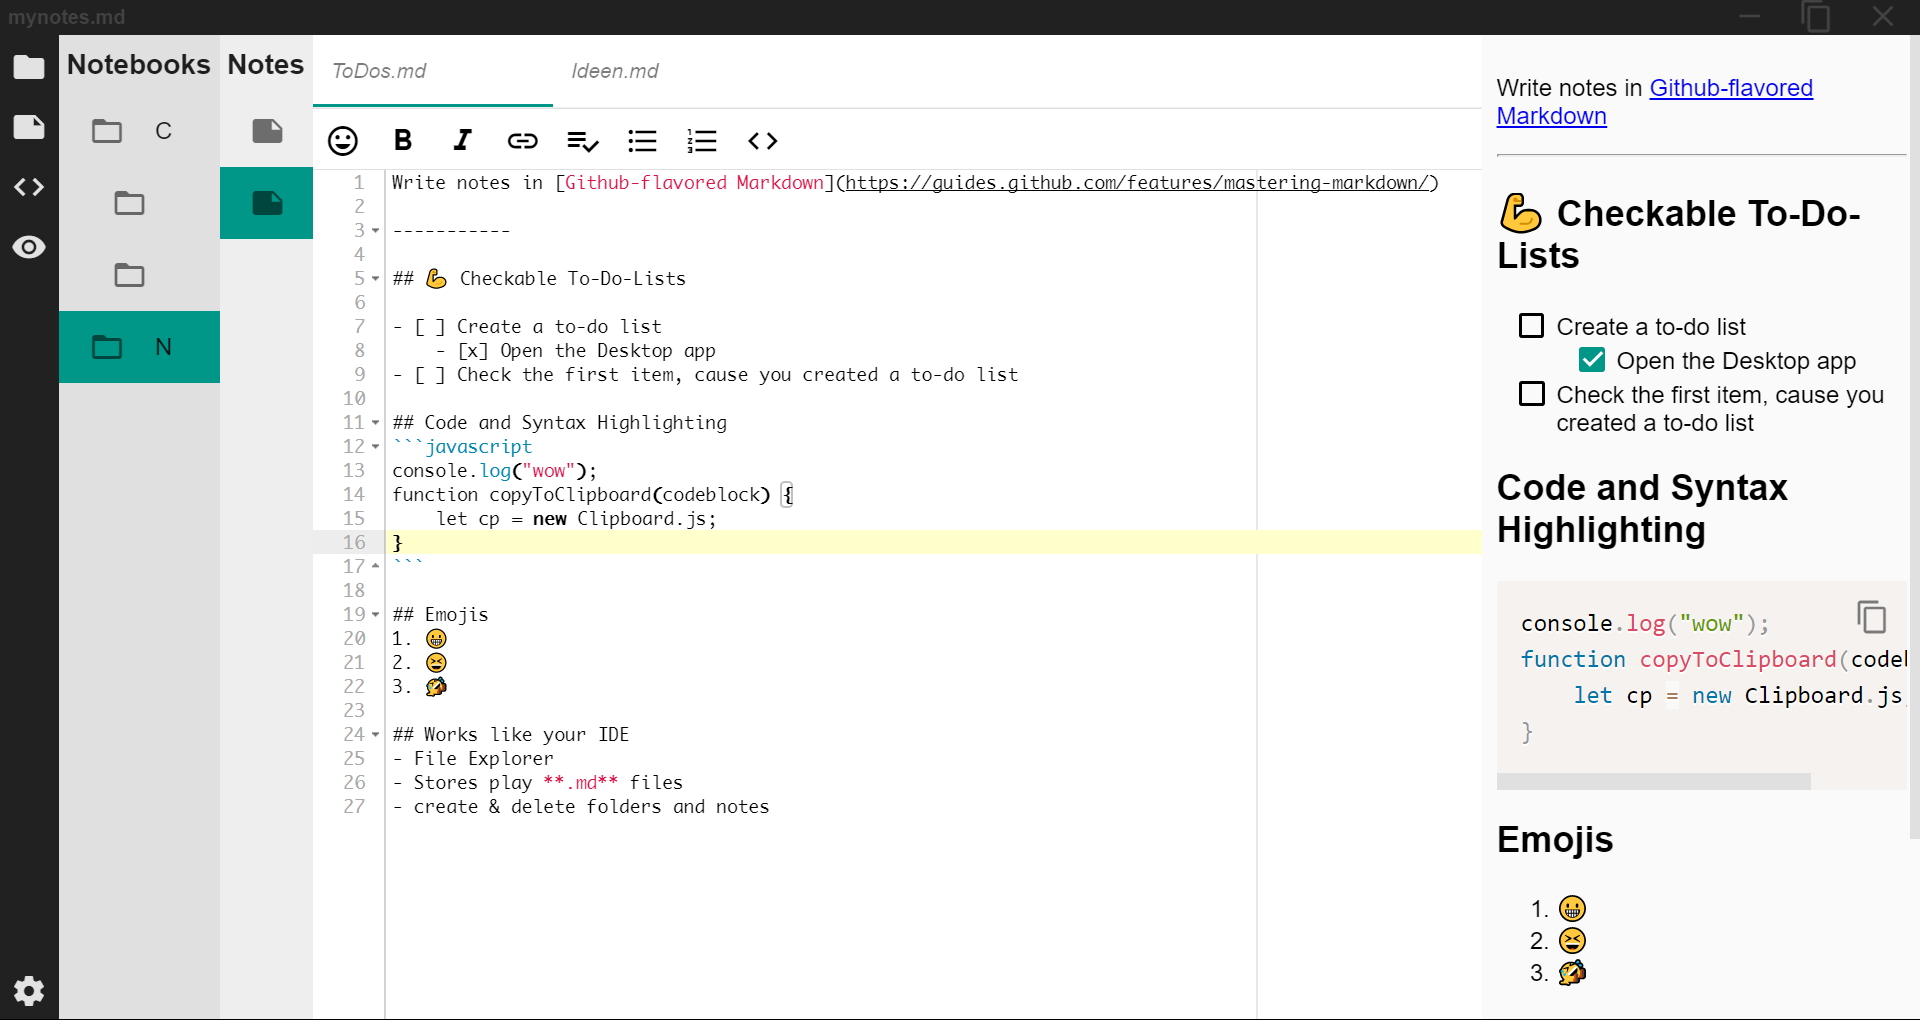 mynotes.md
Notebooks
C
N
Notes
ToDos.md
Ideen.md
1 Write notes in [Github-flavored Markdown](https://guides.github.com/features/mastering-markdown/)
2
3 -----------
4
5 ## 💪 Checkable To-Do-Lists
6
7 - [ ] Create a to-do list
8     - [x] Open the Desktop app
9 - [ ] Check the first item, cause you created a to-do list
10
11 ## Code and Syntax Highlighting
12 ```javascript
13 console.log("wow");
14 function copyToClipboard(codeblock) {
15     let cp = new Clipboard.js;
16 }
17 ```
18
19 ## Emojis
20 1. 😀
21 2. 😆
22 3. 🤣
23
24 ## Works like your IDE
25 - File Explorer
26 - Stores play **.md** files
27 - create & delete folders and notes
Write notes in Github-flavored
Markdown
💪 Checkable To-Do-
Lists
Create a to-do list
Open the Desktop app
Check the first item, cause you
created a to-do list
Code and Syntax
Highlighting
console.log("wow");
function copyToClipboard(codel
    let cp = new Clipboard.js;
}
Emojis
1. 😀
2. 😆
3. 🤣